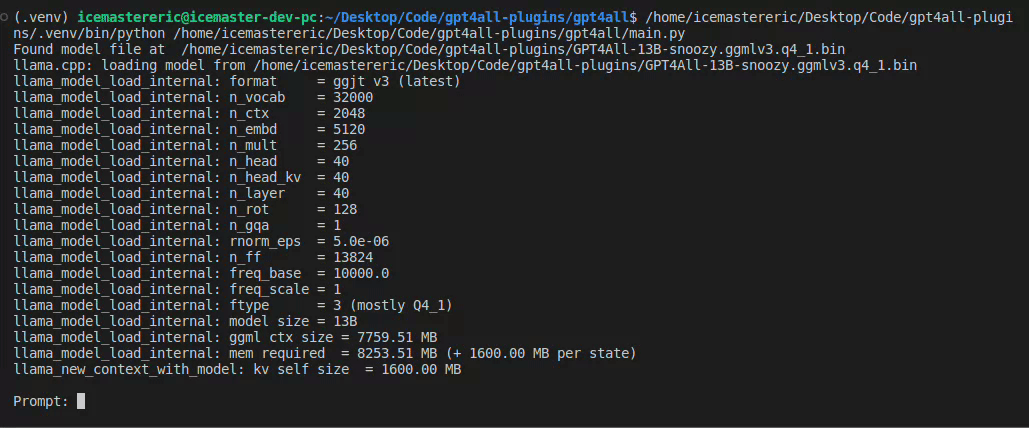 (.venv) icemastereric@icemaster-dev-pc:~/Desktop/Code/gpt4all-plugins/gpt4all$ /home/icemastereric/Desktop/Code/gpt4all-plugi
ns/.venv/bin/python /home/icemastereric/Desktop/Code/gpt4all-plugins/gpt4all/main.py
Found model file at  /home/icemastereric/Desktop/Code/gpt4all-plugins/GPT4All-13B-snoozy.ggmlv3.q4_1.bin
llama.cpp: loading model from /home/icemastereric/Desktop/Code/gpt4all-plugins/GPT4All-13B-snoozy.ggmlv3.q4_1.bin
llama_model_load_internal: format     = ggjt v3 (latest)
llama_model_load_internal: n_vocab    = 32000
llama_model_load_internal: n_ctx      = 2048
llama_model_load_internal: n_embd     = 5120
llama_model_load_internal: n_mult     = 256
llama_model_load_internal: n_head     = 40
llama_model_load_internal: n_head_kv  = 40
llama_model_load_internal: n_layer    = 40
llama_model_load_internal: n_rot      = 128
llama_model_load_internal: n_gqa      = 1
llama_model_load_internal: rnorm_eps  = 5.0e-06
llama_model_load_internal: n_ff       = 13824
llama_model_load_internal: freq_base  = 10000.0
llama_model_load_internal: freq_scale = 1
llama_model_load_internal: ftype      = 3 (mostly Q4_1)
llama_model_load_internal: model size = 13B
llama_model_load_internal: ggml ctx size = 7759.51 MB
llama_model_load_internal: mem required  = 8253.51 MB (+ 1600.00 MB per state)
llama_new_context_with_model: kv self size  = 1600.00 MB
Prompt: